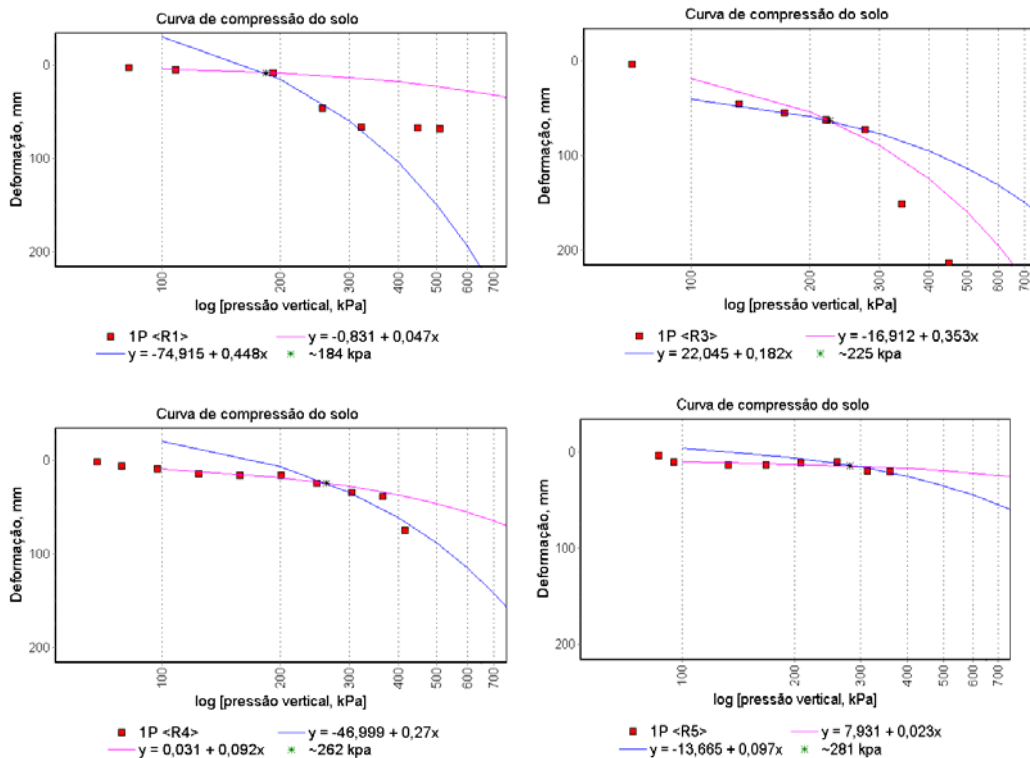 Curva de compressão do solo
Deformação, mm
0
100
200
100
200
300
400
500
600
700
log [pressão vertical, kPa]
1P <R1>
y = -0,831 + 0,047x
y = -74,915 + 0,448x
~184 kpa
Curva de compressão do solo
Deformação, mm
0
100
200
100
200
300
400
500
600
700
log [pressão vertical, kPa]
1P <R3>
y = -16,912 + 0,353x
y = 22,045 + 0,182x
~225 kpa
Curva de compressão do solo
Deformação, mm
0
100
200
100
200
300
400
500
600
700
log [pressão vertical, kPa]
1P <R4>
y = -46,999 + 0,27x
y = 0,031 + 0,092x
~262 kpa
Curva de compressão do solo
Deformação, mm
0
100
200
100
200
300
400
500
600
700
log [pressão vertical, kPa]
1P <R5>
y = 7,931 + 0,023x
y = -13,665 + 0,097x
~281 kpa